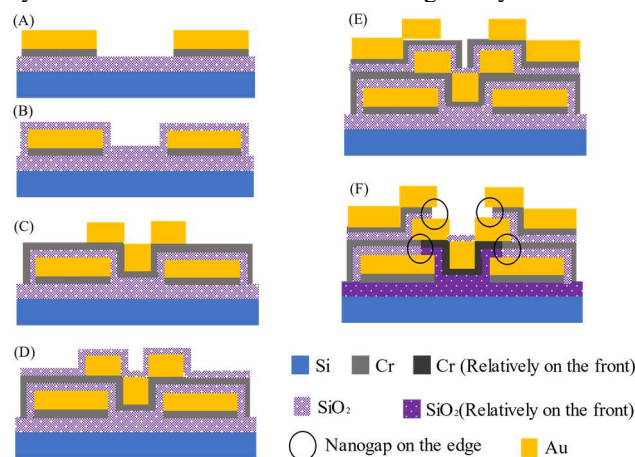 (A)
(B)
(C)
(D)
(E)
(F)
Si
Cr
Cr (Relatively on the front)
SiO₂
SiO₂(Relatively on the front)
Nanogap on the edge
Au